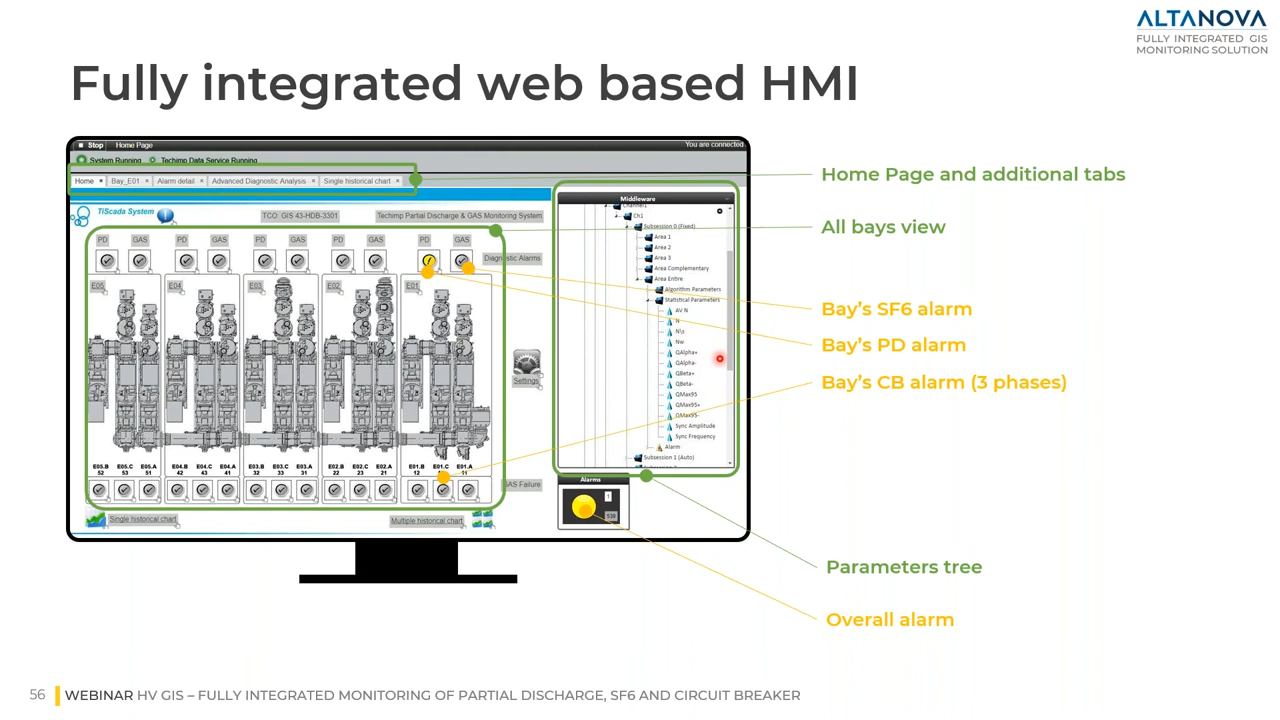 ALTANOVA
FULLY INTEGRATED GIS
MONITORING SOLUTION
Fully integrated web based HMI
Stop Home Page You are connected
System Running Techimp Data Service Running
Home Bay_E01 Alarm detail Advanced Diagnostic Analysis Single historical chart
TiScada System TCO: GIS 43-HDB-3301 Techimp Partial Discharge & GAS Monitoring System
PD GAS PD GAS PD GAS PD GAS PD GAS
Diagnostic Alarms
E05 E04 E03 E02 E01
Settings
E05.B E05.C E05.A E04.B E04.C E04.A E03.B E03.C E03.A E02.B E02.C E02.A E01.B E01.C E01.A
52 53 51 42 43 41 32 33 31 22 23 21 12 11
GAS Failure
Single historical chart Multiple historical chart
Middleware
Channel1
Ch1
Subsession 0 (Fixed)
Area 1
Area 2
Area 3
Area Complementary
Area Entire
Algorithm Parameters
Statistical Parameters
AV N
N
N\s
Nw
QAlpha+
QAlpha-
QBeta+
QBeta-
QMax95
QMax95+
QMax95-
Sync Amplitude
Sync Frequency
Alarm
Subsession 1 (Auto)
Alarms
1
539
Home Page and additional tabs
All bays view
Bay's SF6 alarm
Bay's PD alarm
Bay's CB alarm (3 phases)
Parameters tree
Overall alarm
56 WEBINAR HV GIS – FULLY INTEGRATED MONITORING OF PARTIAL DISCHARGE, SF6 AND CIRCUIT BREAKER